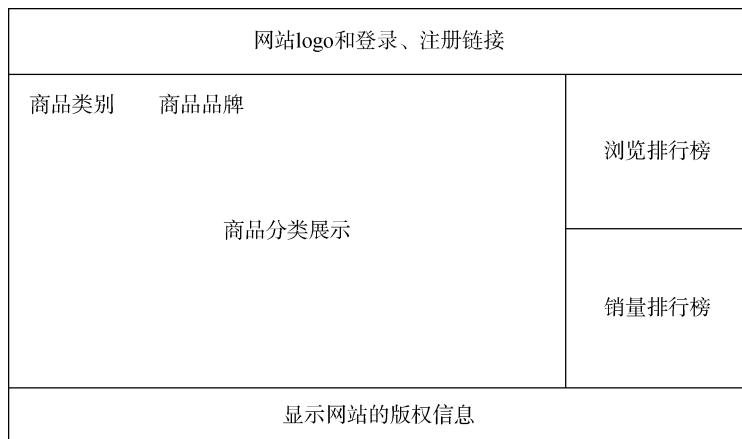 网站logo和登录、注册链接
商品类别 商品品牌
商品分类展示
浏览排行榜
销量排行榜
显示网站的版权信息